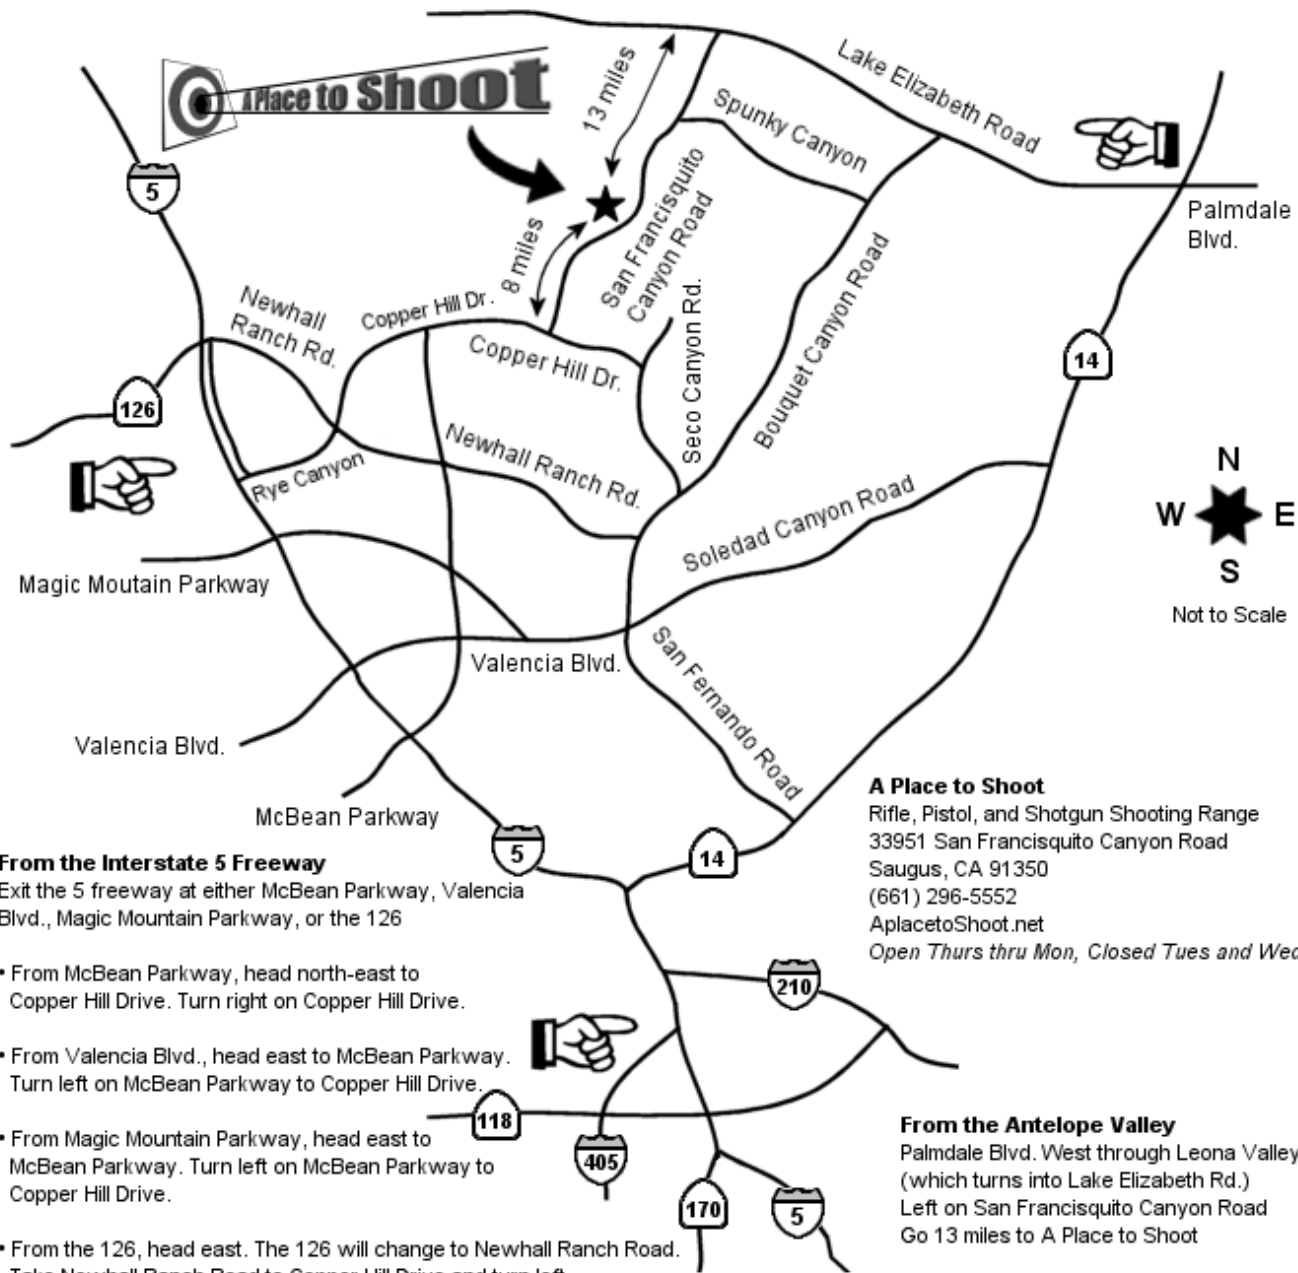 Lake Elizabeth Road
13 miles
A Place to Shoot
Spunky Canyon
5
San Francisquito
Canyon Road
Palmdale
Blvd.
8 miles
Newhall
Ranch Rd.
Copper Hill Dr.
Seco Canyon Rd.
Bouquet Canyon Road
Copper Hill Dr.
14
126
Newhall Ranch Rd.
Rye Canyon
N
W E
S
Not to Scale
Soledad Canyon Road
Magic Moutain Parkway
Valencia Blvd.
San Fernando Road
Valencia Blvd.
McBean Parkway
5
14
A Place to Shoot
Rifle, Pistol, and Shotgun Shooting Range
33951 San Francisquito Canyon Road
Saugus, CA 91350
(661) 296-5552
AplacetoShoot.net
Open Thurs thru Mon, Closed Tues and Wed
From the Interstate 5 Freeway
Exit the 5 freeway at either McBean Parkway, Valencia
Blvd., Magic Mountain Parkway, or the 126
• From McBean Parkway, head north-east to
Copper Hill Drive. Turn right on Copper Hill Drive.
• From Valencia Blvd., head east to McBean Parkway.
Turn left on McBean Parkway to Copper Hill Drive.
• From Magic Mountain Parkway, head east to
McBean Parkway. Turn left on McBean Parkway to
Copper Hill Drive.
• From the 126, head east. The 126 will change to Newhall Ranch Road.
Take Newhall Ranch Road to Copper Hill Drive and turn left
210
118
405
170
5
From the Antelope Valley
Palmdale Blvd. West through Leona Valley
(which turns into Lake Elizabeth Rd.)
Left on San Francisquito Canyon Road
Go 13 miles to A Place to Shoot